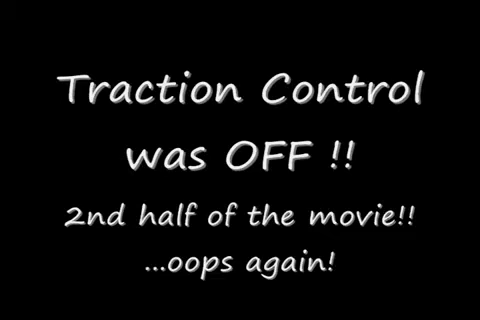 Traction Control
was OFF !!
2nd half of the movie!!
...oops again!